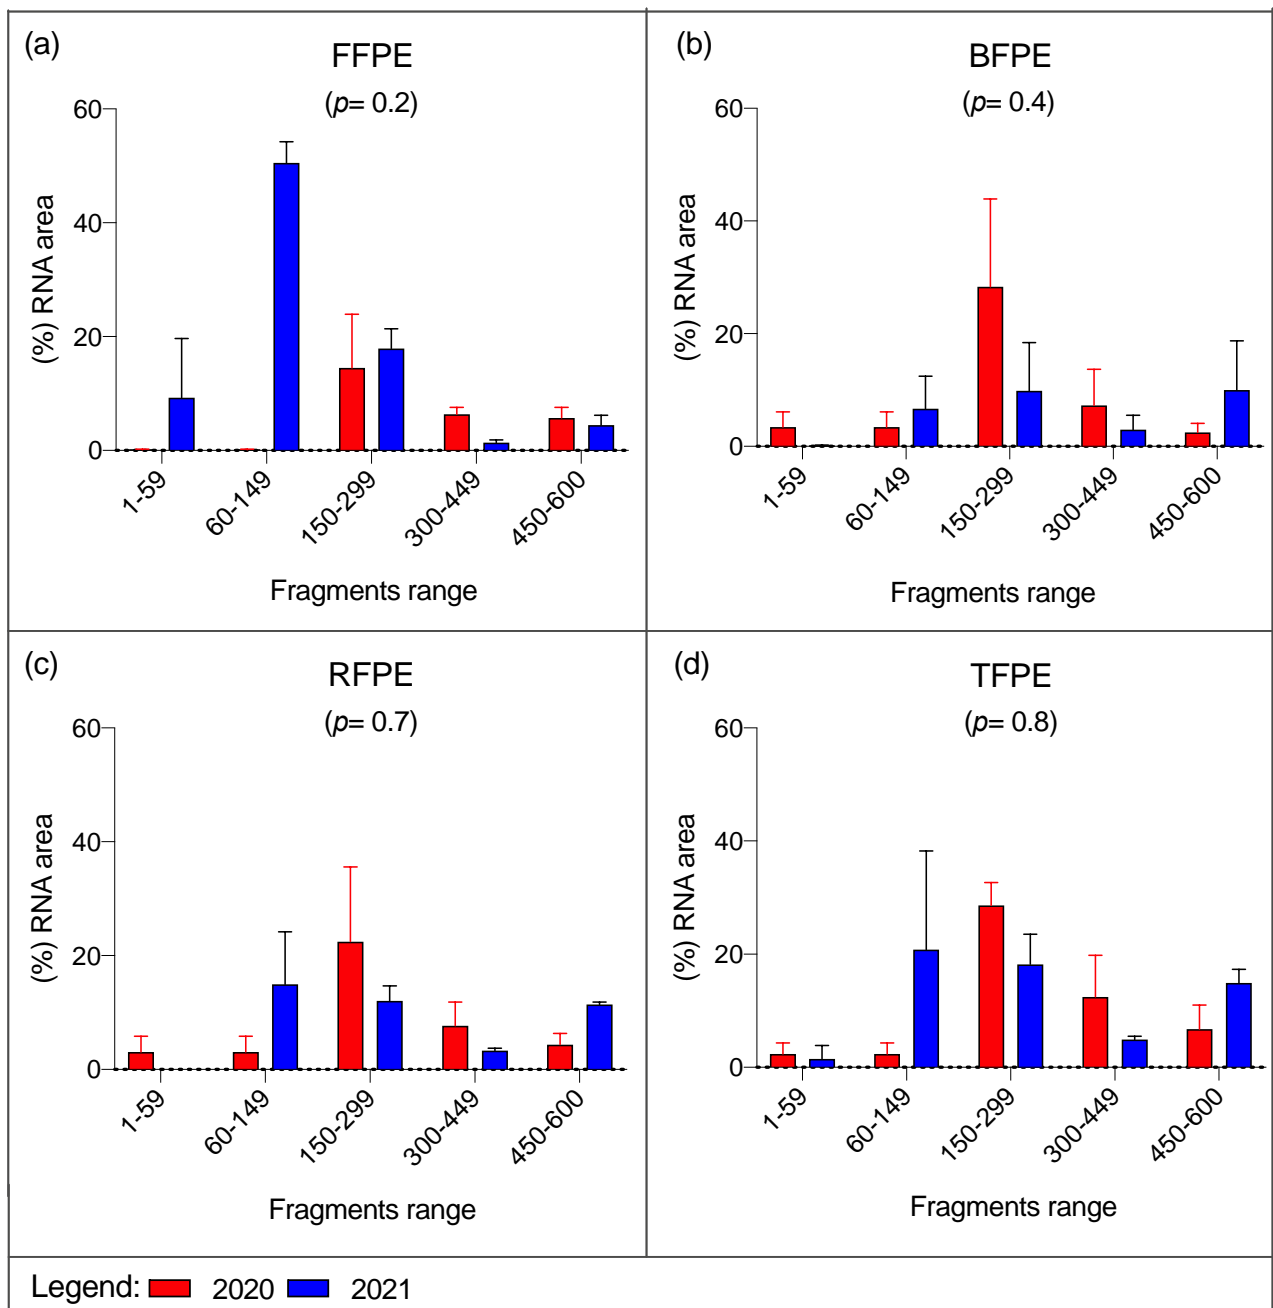 (a)
FFPE
(p= 0.2)
60
40
20
0
(%) RNA area
1-59
60-149
150-299
300-449
450-600
Fragments range
(b)
BFPE
(p= 0.4)
60
40
20
0
(%) RNA area
1-59
60-149
150-299
300-449
450-600
Fragments range
(c)
RFPE
(p= 0.7)
60
40
20
0
(%) RNA area
1-59
60-149
150-299
300-449
450-600
Fragments range
(d)
TFPE
(p= 0.8)
60
40
20
0
(%) RNA area
1-59
60-149
150-299
300-449
450-600
Fragments range
Legend: 2020 2021